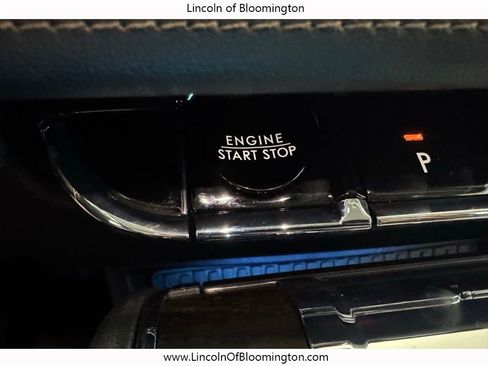 Lincoln of Bloomington
ENGINE
START STOP
P
www.LincolnOfBloomington.com